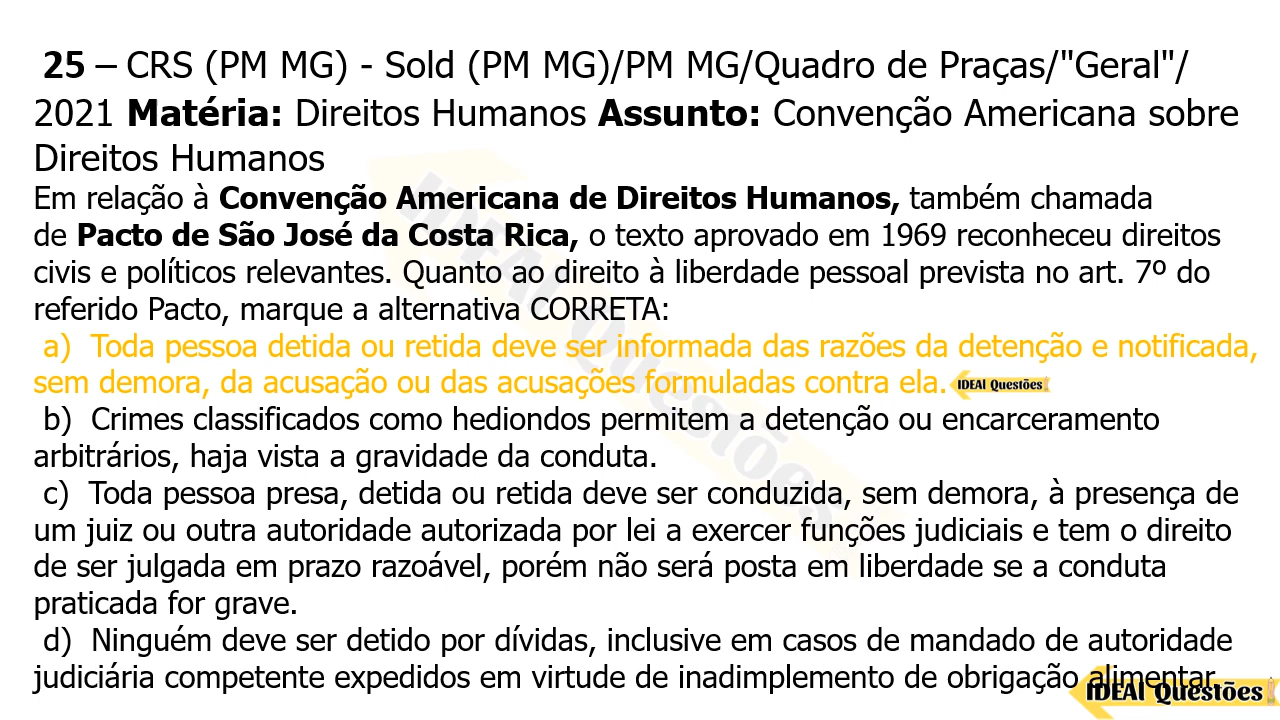 25 – CRS (PM MG) - Sold (PM MG)/PM MG/Quadro de Praças/"Geral"/
2021 Matéria: Direitos Humanos Assunto: Convenção Americana sobre
Direitos Humanos
Em relação à Convenção Americana de Direitos Humanos, também chamada
de Pacto de São José da Costa Rica, o texto aprovado em 1969 reconheceu direitos
civis e políticos relevantes. Quanto ao direito à liberdade pessoal prevista no art. 7º do
referido Pacto, marque a alternativa CORRETA:
a) Toda pessoa detida ou retida deve ser informada das razões da detenção e notificada,
sem demora, da acusação ou das acusações formuladas contra ela. IDEAl Questões
b) Crimes classificados como hediondos permitem a detenção ou encarceramento
arbitrários, haja vista a gravidade da conduta.
c) Toda pessoa presa, detida ou retida deve ser conduzida, sem demora, à presença de
um juiz ou outra autoridade autorizada por lei a exercer funções judiciais e tem o direito
de ser julgada em prazo razoável, porém não será posta em liberdade se a conduta
praticada for grave.
d) Ninguém deve ser detido por dívidas, inclusive em casos de mandado de autoridade
judiciária competente expedidos em virtude de inadimplemento de obrigação alimentar.
IDEAl Questões
IDEAl Questões